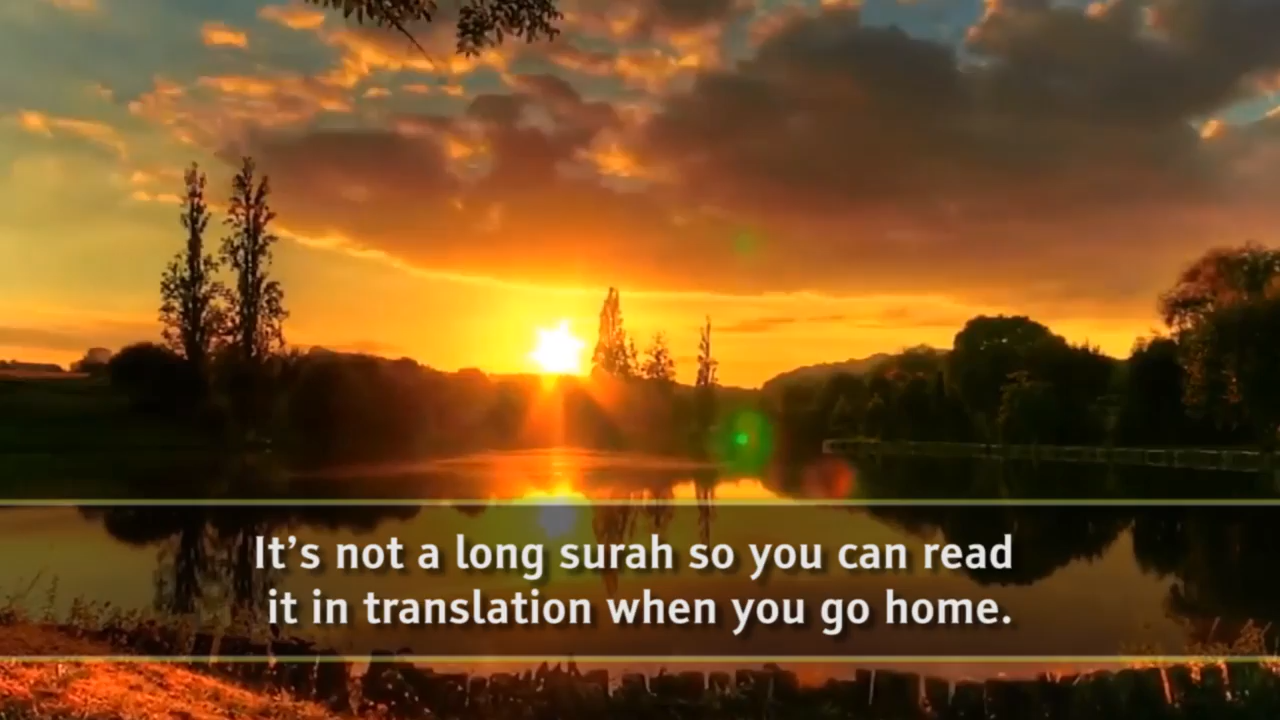 It’s not a long surah so you can read
it in translation when you go home.